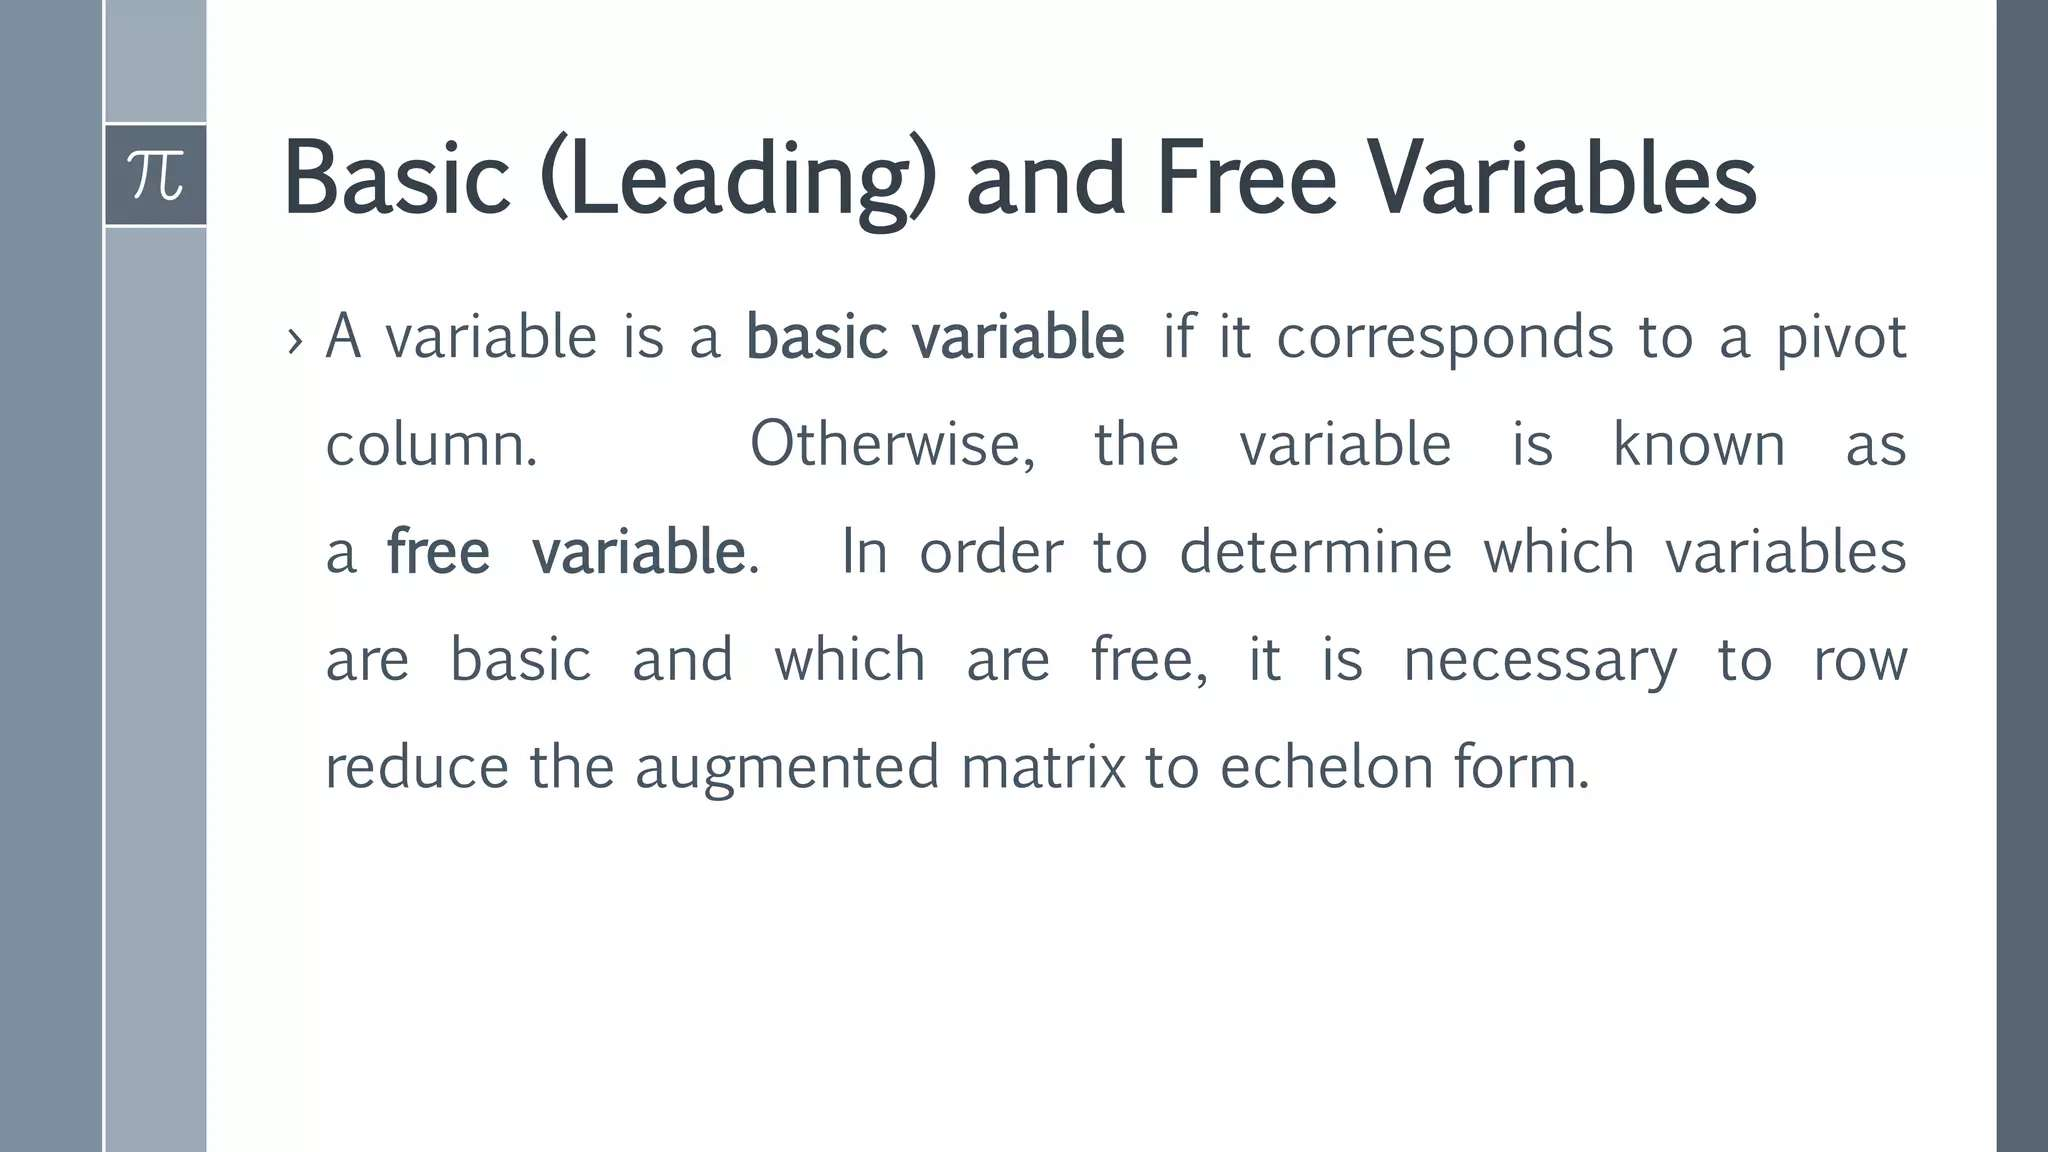 π
Basic (Leading) and Free Variables
› A variable is a basic variable if it corresponds to a pivot
column. Otherwise, the variable is known as
a free variable. In order to determine which variables
are basic and which are free, it is necessary to row
reduce the augmented matrix to echelon form.